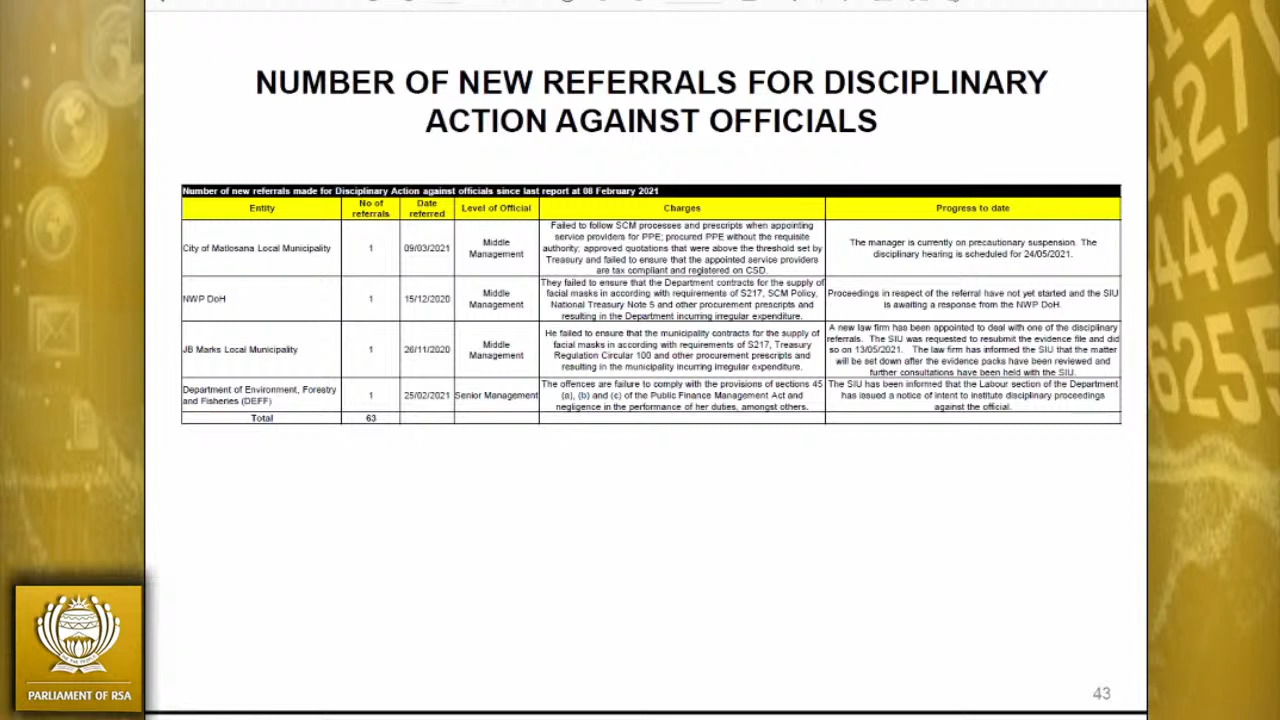 NUMBER OF NEW REFERRALS FOR DISCIPLINARY
ACTION AGAINST OFFICIALS
Number of new referrals made for Disciplinary Action against officials since last report at 08 February 2021
Entity
No of
referrals
Date
referred
Level of Official
Charges
Progress to date
City of Matlosana Local Municipality
1
09/03/2021
Middle
Management
Failed to follow SCM processes and prescripts when appointing
service providers for PPE; procured PPE without the requisite
authority; approved quotations that were above the threshold set by
Treasury and failed to ensure that the appointed service providers
are tax compliant and registered on CSD.
The manager is currently on precautionary suspension. The
disciplinary hearing is scheduled for 24/05/2021.
NWP DoH
1
15/12/2020
Middle
Management
They failed to ensure that the Department contracts for the supply of
facial masks in according with requirements of S217, SCM Policy,
National Treasury Note 5 and other procurement prescripts and
resulting in the Department incurring irregular expenditure.
Proceedings in respect of the referral have not yet started and the SIU
is awaiting a response from the NWP DoH.
JB Marks Local Municipality
1
26/11/2020
Middle
Management
He failed to ensure that the municipality contracts for the supply of
facial masks in according with requirements of S217, Treasury
Regulation Circular 100 and other procurement prescripts and
resulting in the municipality incurring irregular expenditure.
A new law firm has been appointed to deal with one of the disciplinary
referrals. The SIU was requested to resubmit the evidence file and did
so on 13/05/2021. The law firm has informed the SIU that the matter
will be set down after the evidence packs have been reviewed and
further consultations have been held with the SIU.
Department of Environment, Forestry
and Fisheries (DEFF)
1
25/02/2021
Senior Management
The offences are failure to comply with the provisions of sections 45
(a), (b) and (c) of the Public Finance Management Act and
negligence in the performance of her duties, amongst others.
The SIU has been informed that the Labour section of the Department
has issued a notice of intent to institute disciplinary proceedings
against the official.
Total
63
PARLIAMENT OF RSA
43